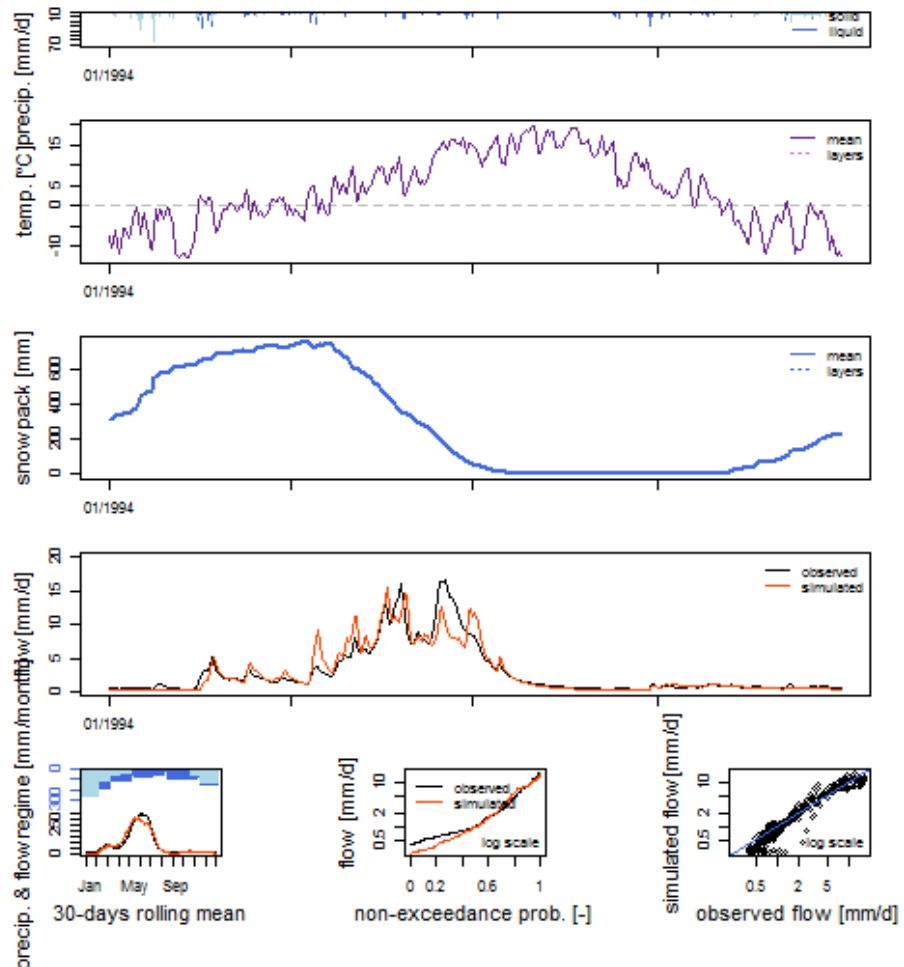 precip. [mm/d]
10
70
solid
liquid
01/1994
temp. [°C]
15
5
0
-10
mean
layers
01/1994
snowpack [mm]
600
400
200
0
mean
layers
01/1994
flow [mm/d]
20
15
10
5
0
observed
simulated
01/1994
precip. & flow regime [mm/month]
0
300
250
0
Jan May Sep
30-days rolling mean
flow [mm/d]
10
2
0.5
observed
simulated
log scale
0 0.2 0.6 1
non-exceedance prob. [-]
simulated flow [mm/d]
10
2
0.5
log scale
0.5 2 5
observed flow [mm/d]